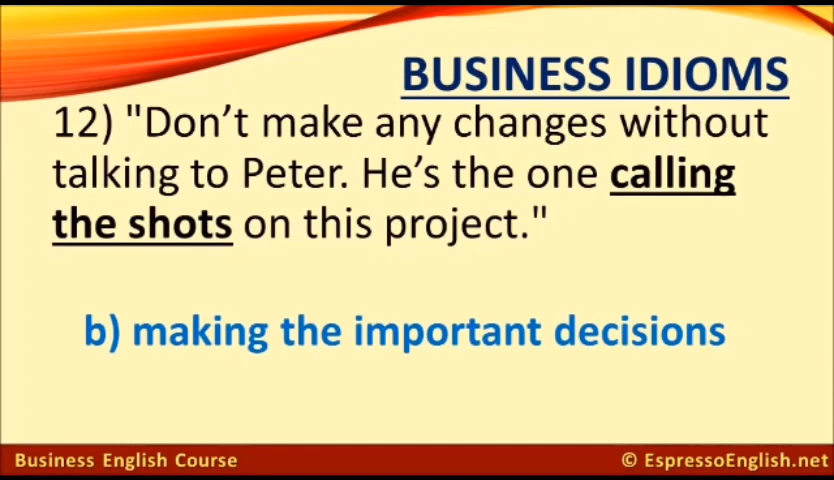 BUSINESS IDIOMS
12) "Don’t make any changes without
talking to Peter. He’s the one calling
the shots on this project."
b) making the important decisions
Business English Course
© EspressoEnglish.net